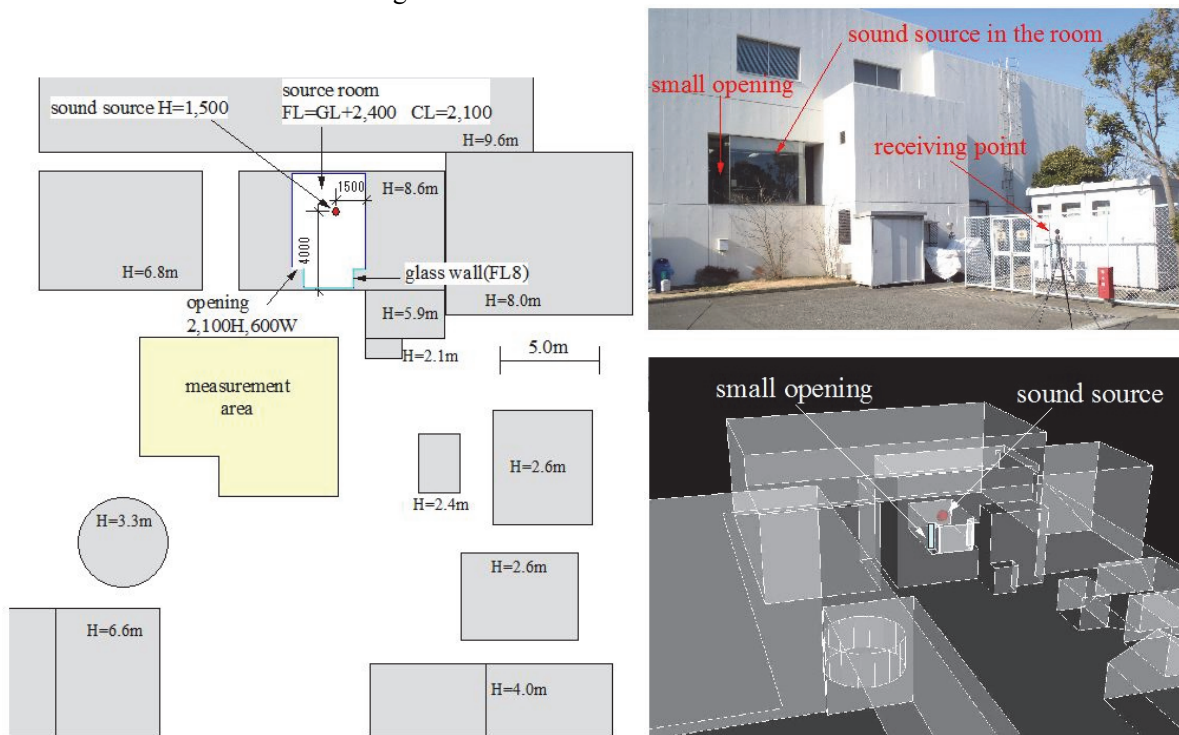 source room
sound source H=1,500
FL=GL+2,400 CL=2,100
H=9.6m
1500
H=8.6m
4000
H=6.8m
glass wall(FL8)
opening
2,100H, 600W
H=8.0m
H=5.9m
H=2.1m
5.0m
measurement
area
H=2.6m
H=2.4m
H=3.3m
H=2.6m
H=6.6m
H=4.0m
sound source in the room
small opening
receiving point
small opening
sound source